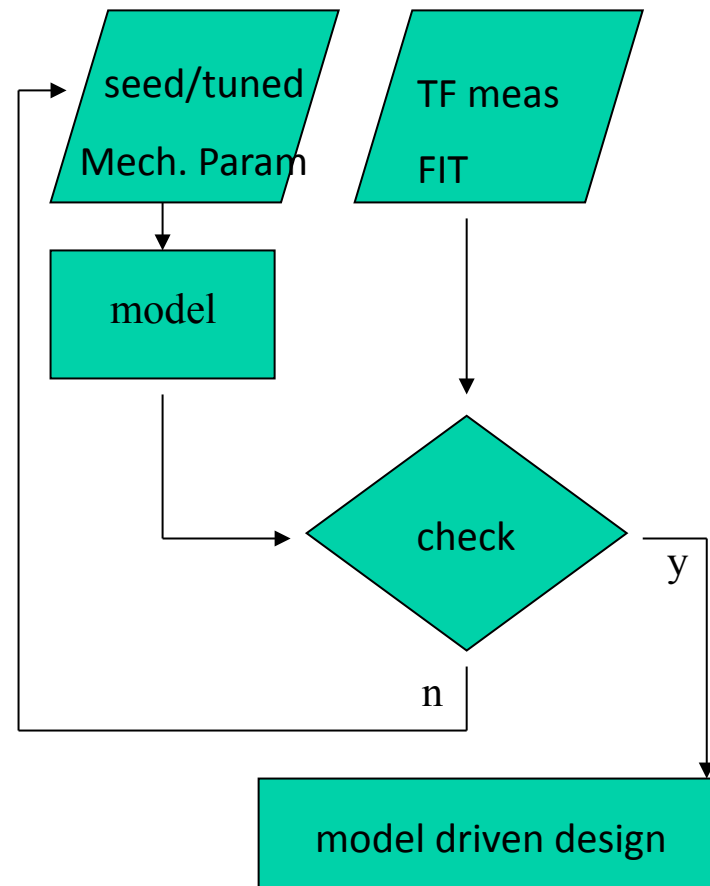 seed/tuned
Mech. Param
TF meas
FIT
model
check
y
n
model driven design